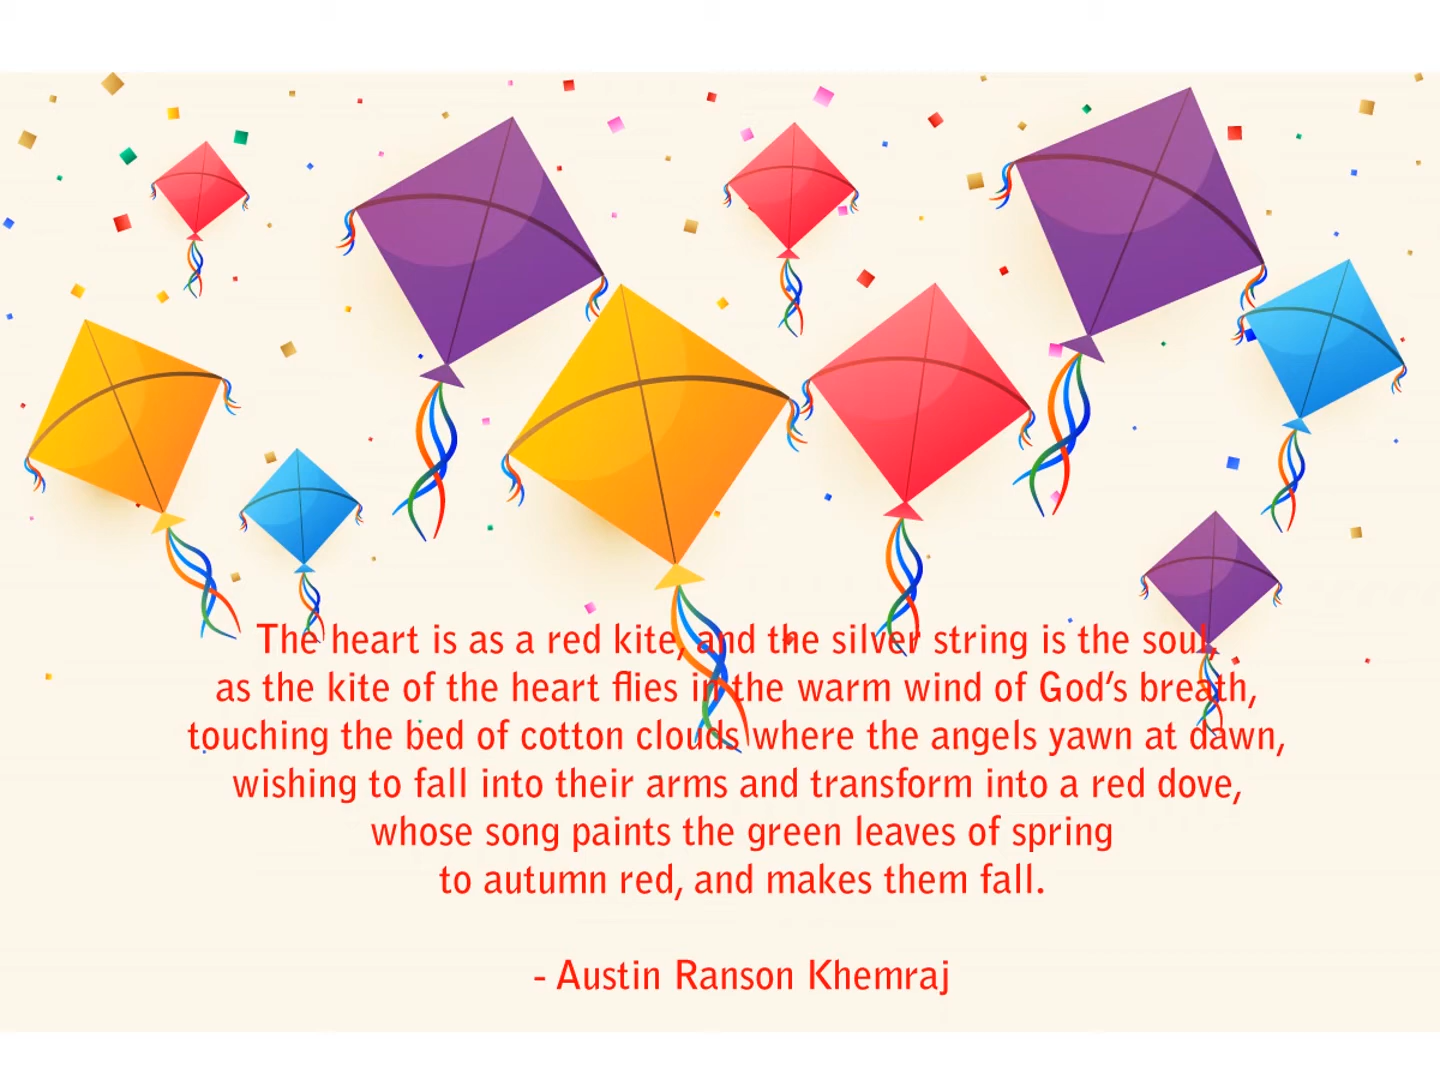 The heart is as a red kite, and the silver string is the soul,
as the kite of the heart flies in the warm wind of God’s breath,
touching the bed of cotton clouds where the angels yawn at dawn,
wishing to fall into their arms and transform into a red dove,
whose song paints the green leaves of spring
to autumn red, and makes them fall.
- Austin Ranson Khemraj